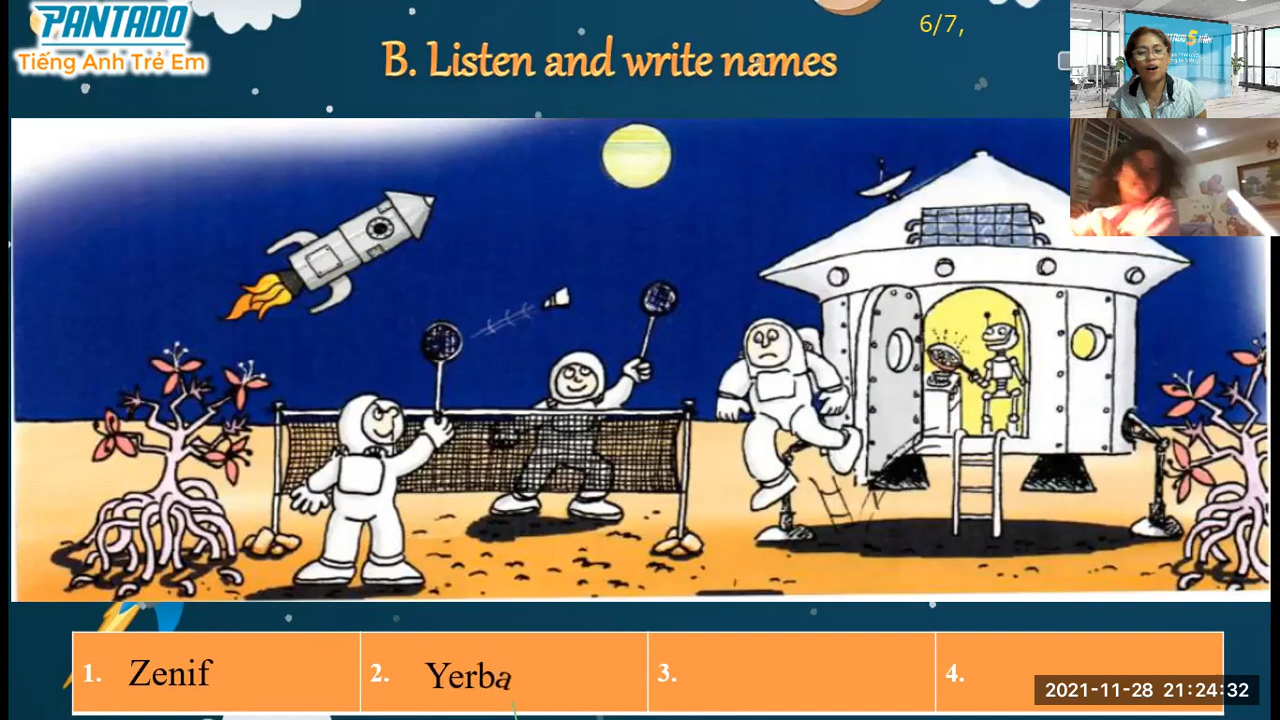 PANTADO
Tiếng Anh Trẻ Em
6/7,
B. Listen and write names
1. Zenif
2. Yerba
3.
4.
2021-11-28 21:24:32